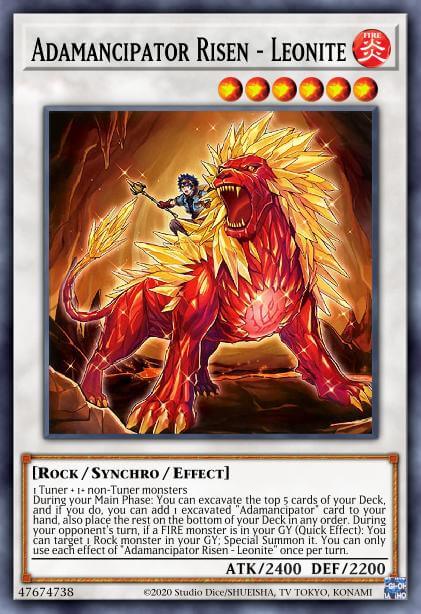 ADAMANCIPATOR RISEN - LEONITE
FIRE
炎
[ROCK / SYNCHRO / EFFECT]
1 Tuner + 1+ non-Tuner monsters
During your Main Phase: You can excavate the top 5 cards of your Deck,
and if you do, you can add 1 excavated "Adamancipator" card to your
hand, also place the rest on the bottom of your Deck in any order. During
your opponent's turn, if a FIRE monster is in your GY (Quick Effect): You
can target 1 Rock monster in your GY; Special Summon it. You can only
use each effect of "Adamancipator Risen - Leonite" once per turn.
ATK/2400 DEF/2200
47674738
©2020 Studio Dice/SHUEISHA, TV TOKYO, KONAMI